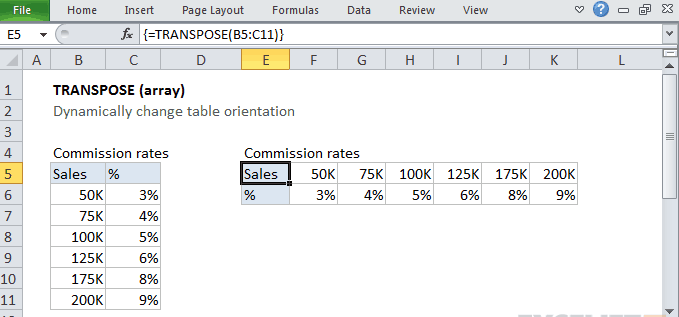 File Home Insert Page Layout Formulas Data Review View
E5 fx {=TRANSPOSE(B5:C11)}
A B C D E F G H I J K L
1 TRANSPOSE (array)
2 Dynamically change table orientation
3
4 Commission rates Commission rates
5 Sales % Sales 50K 75K 100K 125K 175K 200K
6 50K 3% % 3% 4% 5% 6% 8% 9%
7 75K 4%
8 100K 5%
9 125K 6%
10 175K 8%
11 200K 9%